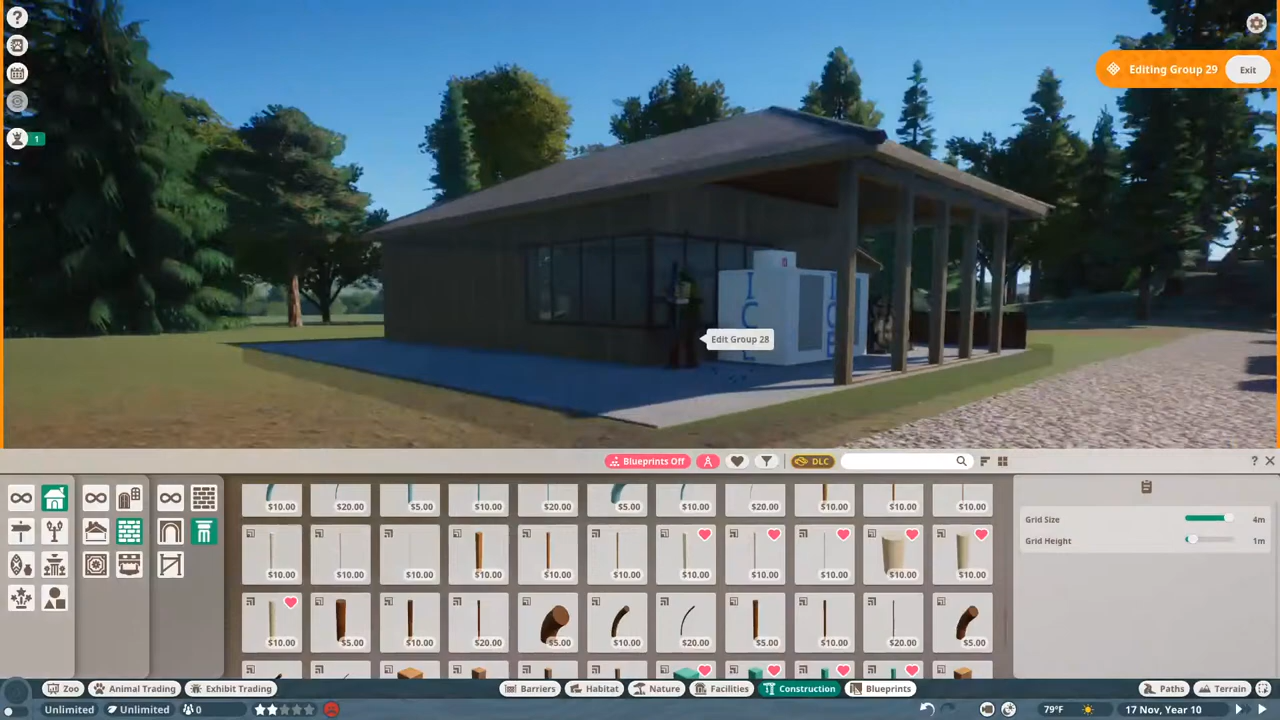 ?
Editing Group 29
Exit
1
Edit Group 28
ICE
ICE
Blueprints Off
DLC
?
$10.00 $20.00 $5.00 $10.00 $20.00 $5.00 $10.00 $20.00 $10.00 $10.00 $10.00
$10.00 $10.00 $10.00 $10.00 $10.00 $10.00 $10.00 $10.00 $10.00 $10.00 $10.00
$10.00 $5.00 $10.00 $20.00 $5.00 $10.00 $20.00 $5.00 $10.00 $20.00 $5.00
Grid Size 4m
Grid Height 1m
Zoo Animal Trading Exhibit Trading Barriers Habitat Nature Facilities Construction Blueprints Paths Terrain
Unlimited Unlimited 0 79°F 17 Nov, Year 10